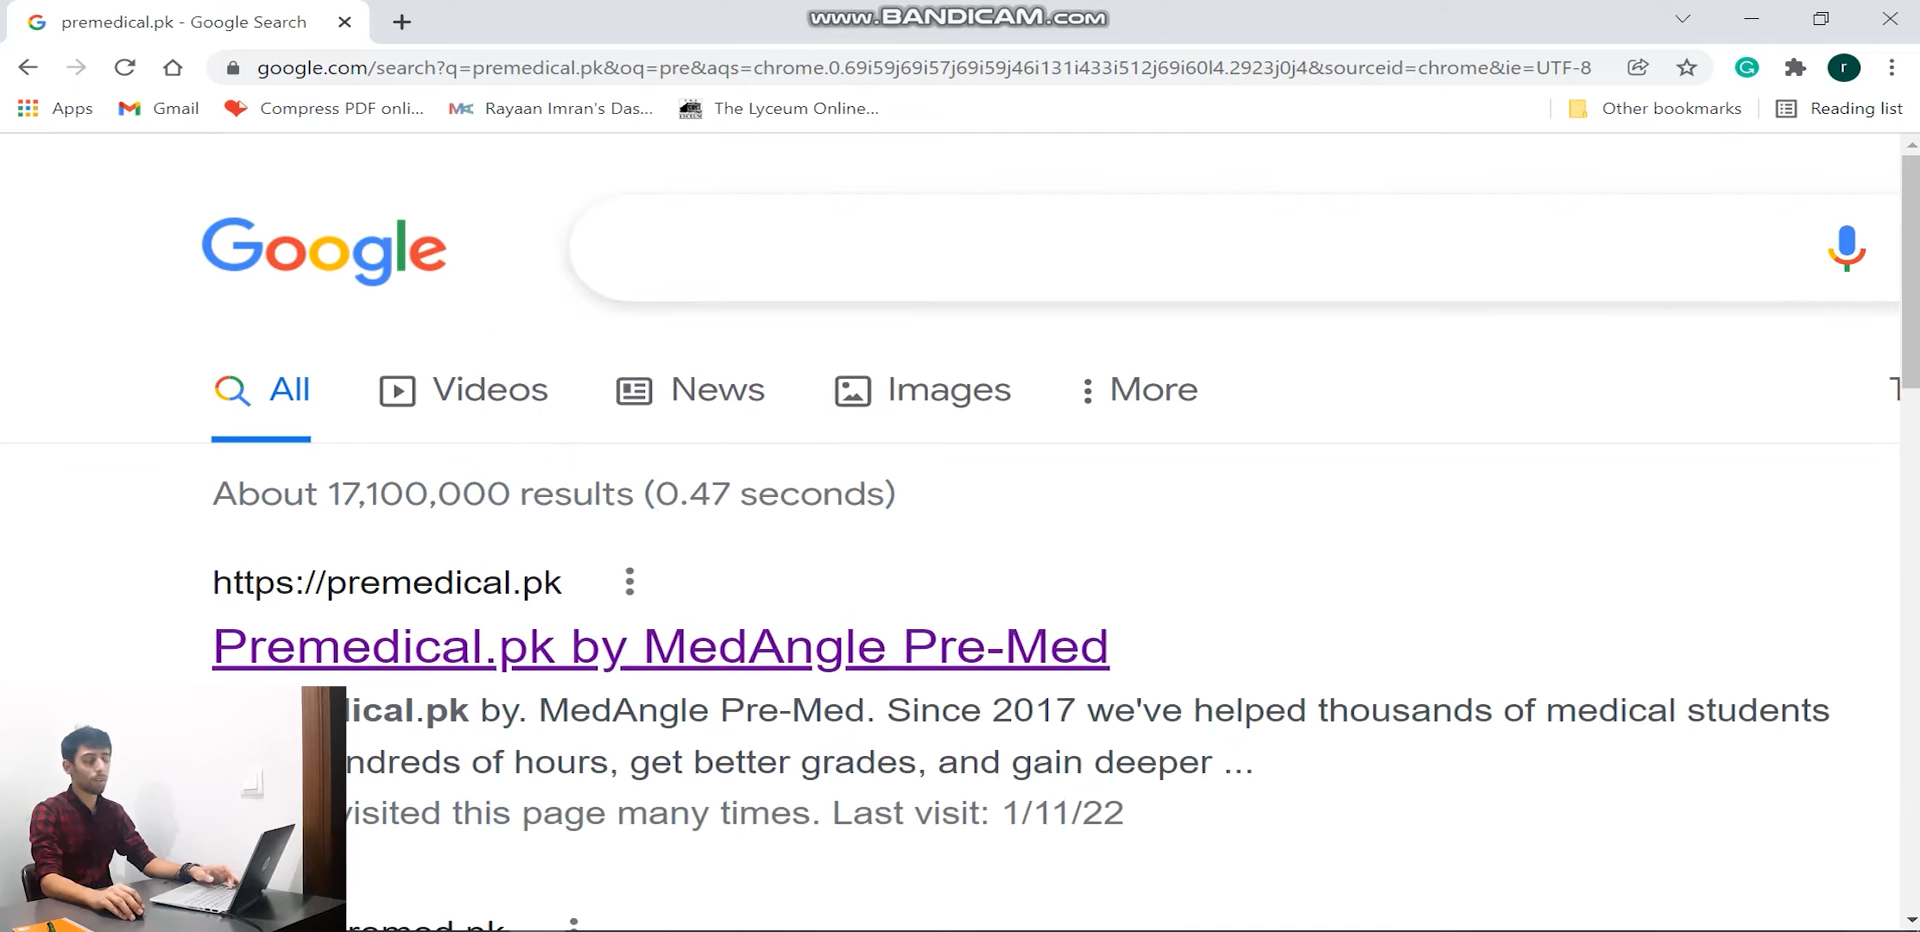 premedical.pk - Google Search
www.BANDICAM.com
google.com/search?q=premedical.pk&oq=pre&aqs=chrome.0.69i59j69i57j69i59j46i131i433i512j69i60l4.2923j0j4&sourceid=chrome&ie=UTF-8
G r
Apps Gmail Compress PDF onli... Rayaan Imran's Das... The Lyceum Online... Other bookmarks Reading list
Google
All Videos News Images More T
About 17,100,000 results (0.47 seconds)
https://premedical.pk
Premedical.pk by MedAngle Pre-Med
ical.pk by. MedAngle Pre-Med. Since 2017 we've helped thousands of medical students
ndreds of hours, get better grades, and gain deeper ...
visited this page many times. Last visit: 1/11/22